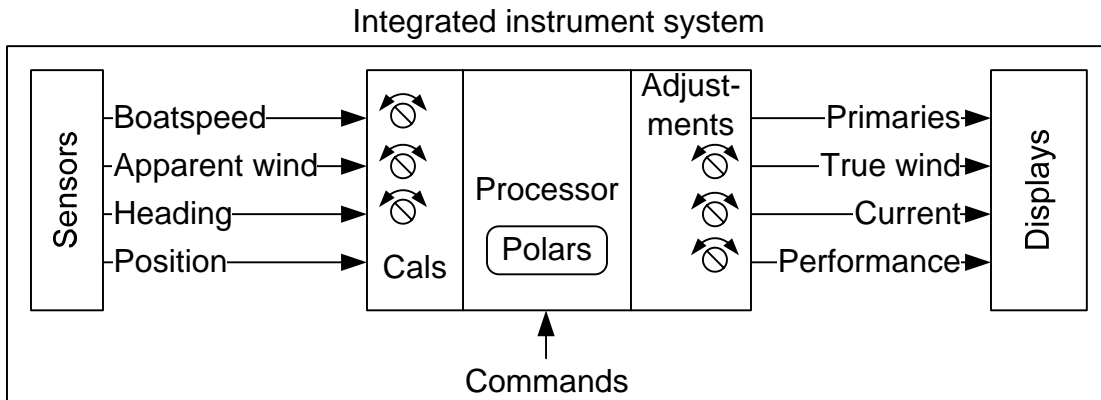 Integrated instrument system
Sensors
Boatspeed
Apparent wind
Heading
Position
Cals
Processor
Polars
Adjust-
ments
Primaries
True wind
Current
Performance
Displays
Commands